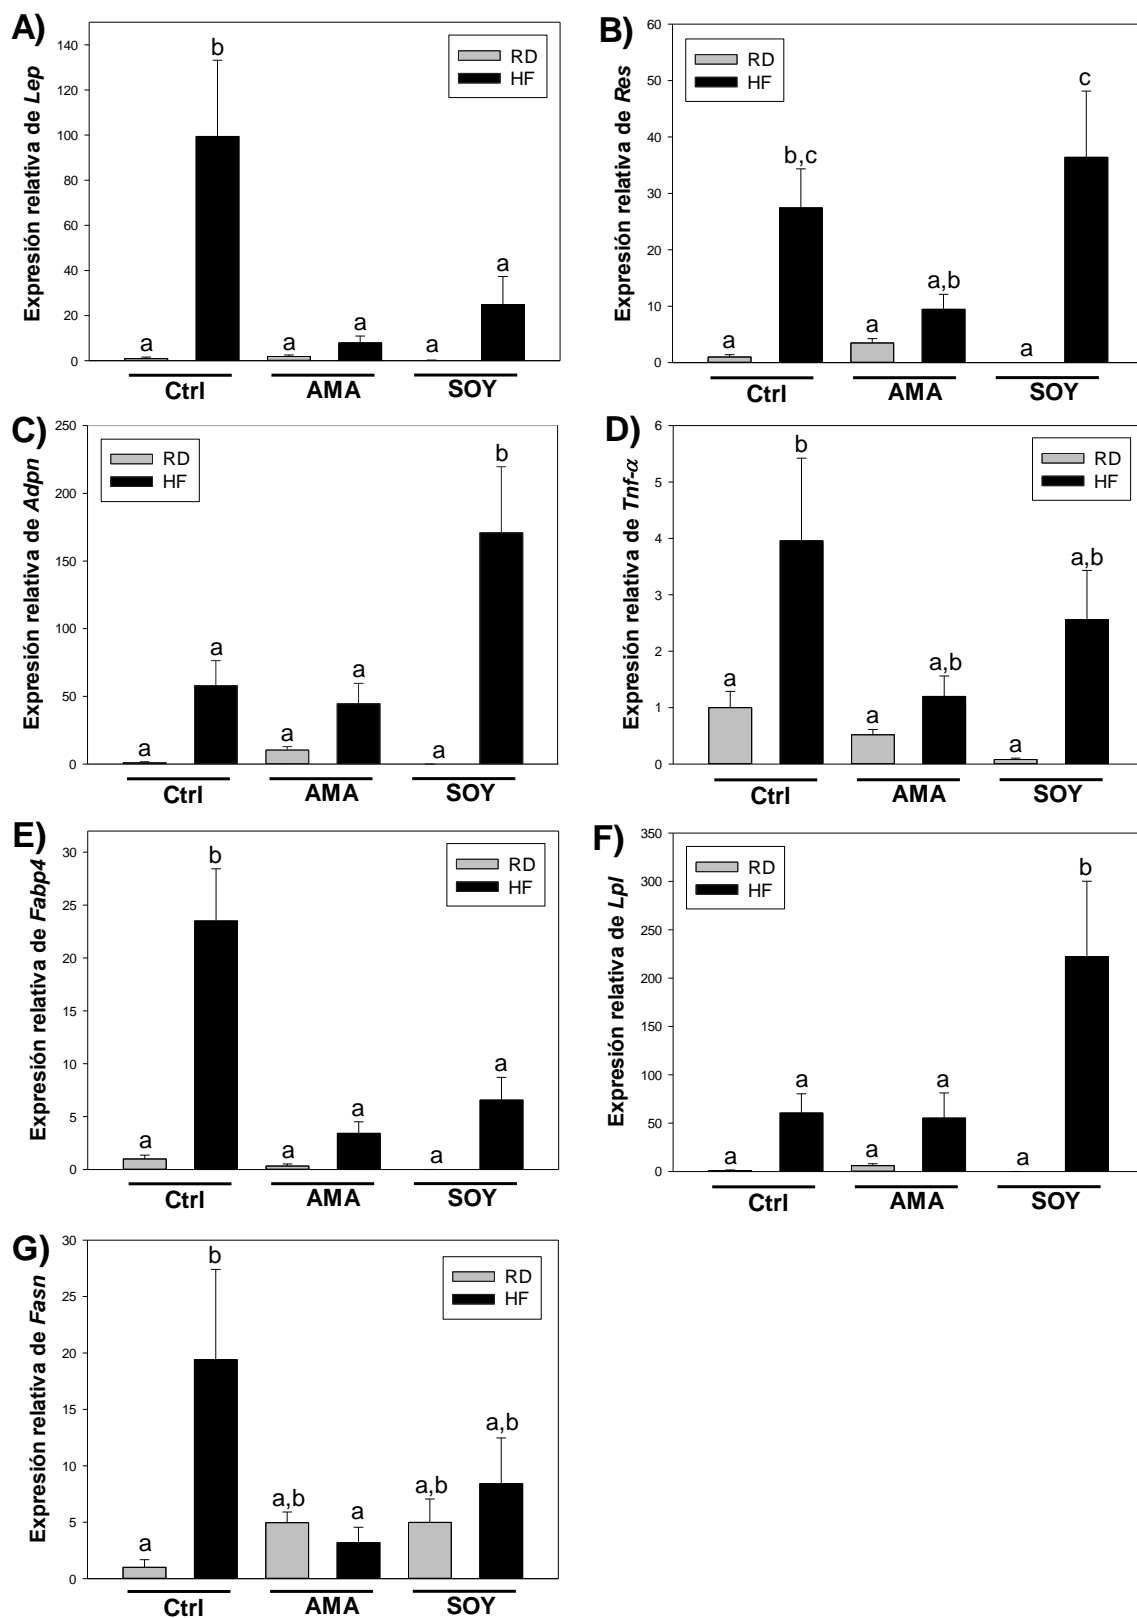 A)
Expresión relativa de Lep
140
120
100
80
60
40
20
0
RD
HF
a
b
a
a
a
a
Ctrl
AMA
SOY
B)
Expresión relativa de Res
60
50
40
30
20
10
0
RD
HF
a
b,c
a
a,b
a
c
Ctrl
AMA
SOY
C)
Expresión relativa de Adpn
250
200
150
100
50
0
RD
HF
a
a
a
a
a
b
Ctrl
AMA
SOY
D)
Expresión relativa de Tnf-α
6
5
4
3
2
1
0
RD
HF
a
b
a
a,b
a
a,b
Ctrl
AMA
SOY
E)
Expresión relativa de Fabp4
30
25
20
15
10
5
0
RD
HF
a
b
a
a
a
a
Ctrl
AMA
SOY
F)
Expresión relativa de Lpl
350
300
250
200
150
100
50
0
RD
HF
a
a
a
a
a
b
Ctrl
AMA
SOY
G)
Expresión relativa de Fasn
30
25
20
15
10
5
0
RD
HF
a
b
a,b
a
a,b
a,b
Ctrl
AMA
SOY